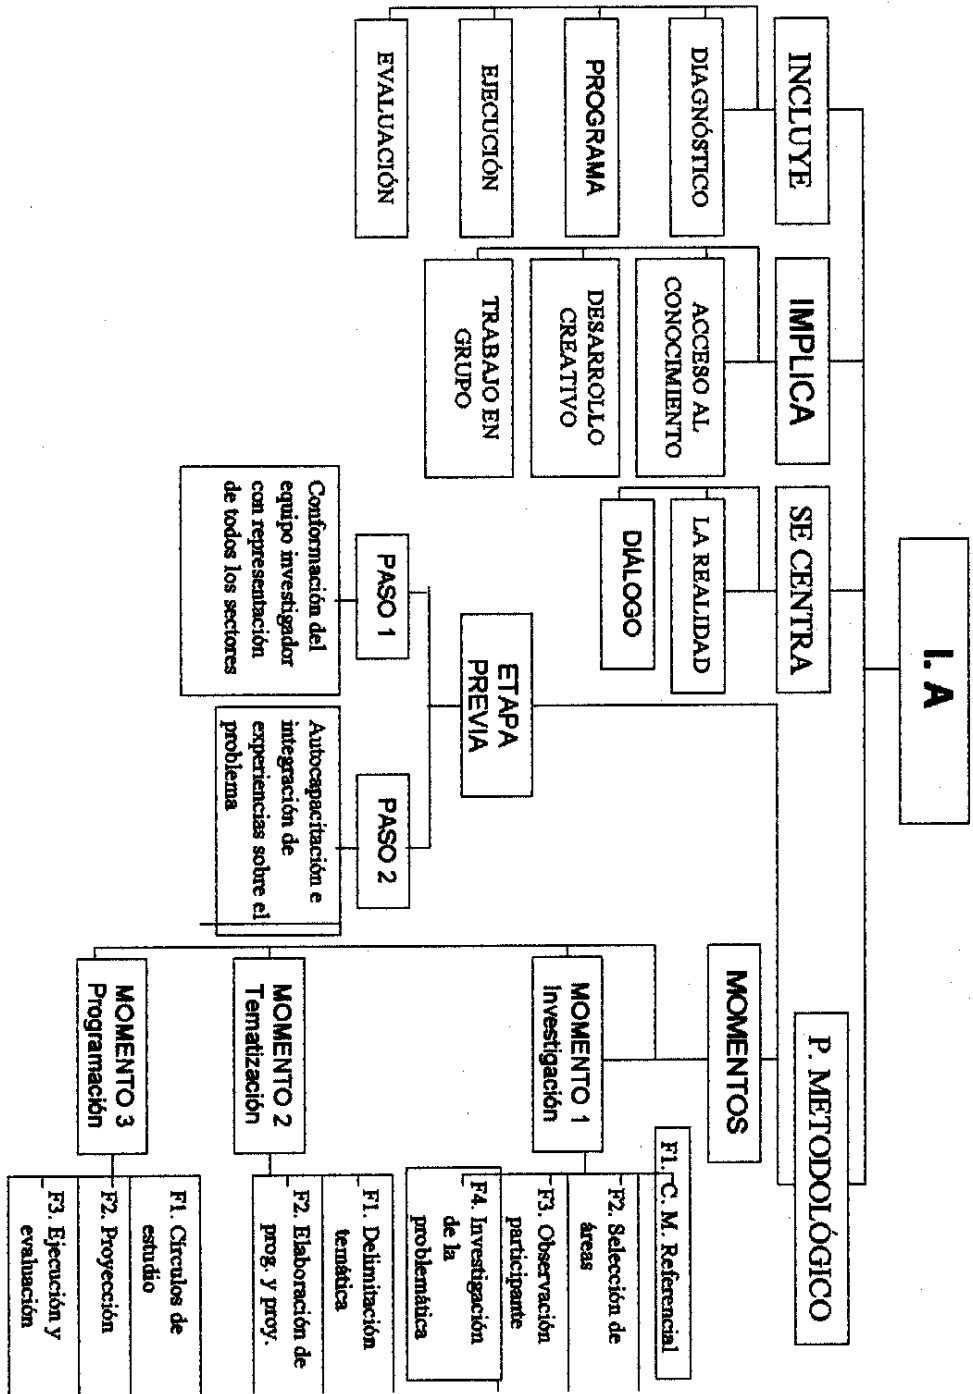 I. A
INCLUYE
DIAGNÓSTICO
PROGRAMA
EJECUCIÓN
EVALUACIÓN
IMPLICA
ACCESO AL
CONOCIMIENTO
DESARROLLO
CREATIVO
TRABAJO EN
GRUPO
SE CENTRA
LA REALIDAD
DIÁLOGO
P. METODOLÓGICO
ETAPA
PREVIA
PASO 1
Conformación del
equipo investigador
con representación
de todos los sectores
PASO 2
Autocapacitación e
integración de
experiencias sobre el
problema
MOMENTOS
MOMENTO 1
Investigación
F1. C. M. Referencial
F2. Selección de
áreas
F3. Observación
participante
F4. Investigación
de la
problemática
MOMENTO 2
Tematización
F1. Delimitación
temática
F2. Elaboración de
prog. y proy.
MOMENTO 3
Programación
F1. Círculos de
estudio
F2. Proyección
F3. Ejecución y
evaluación